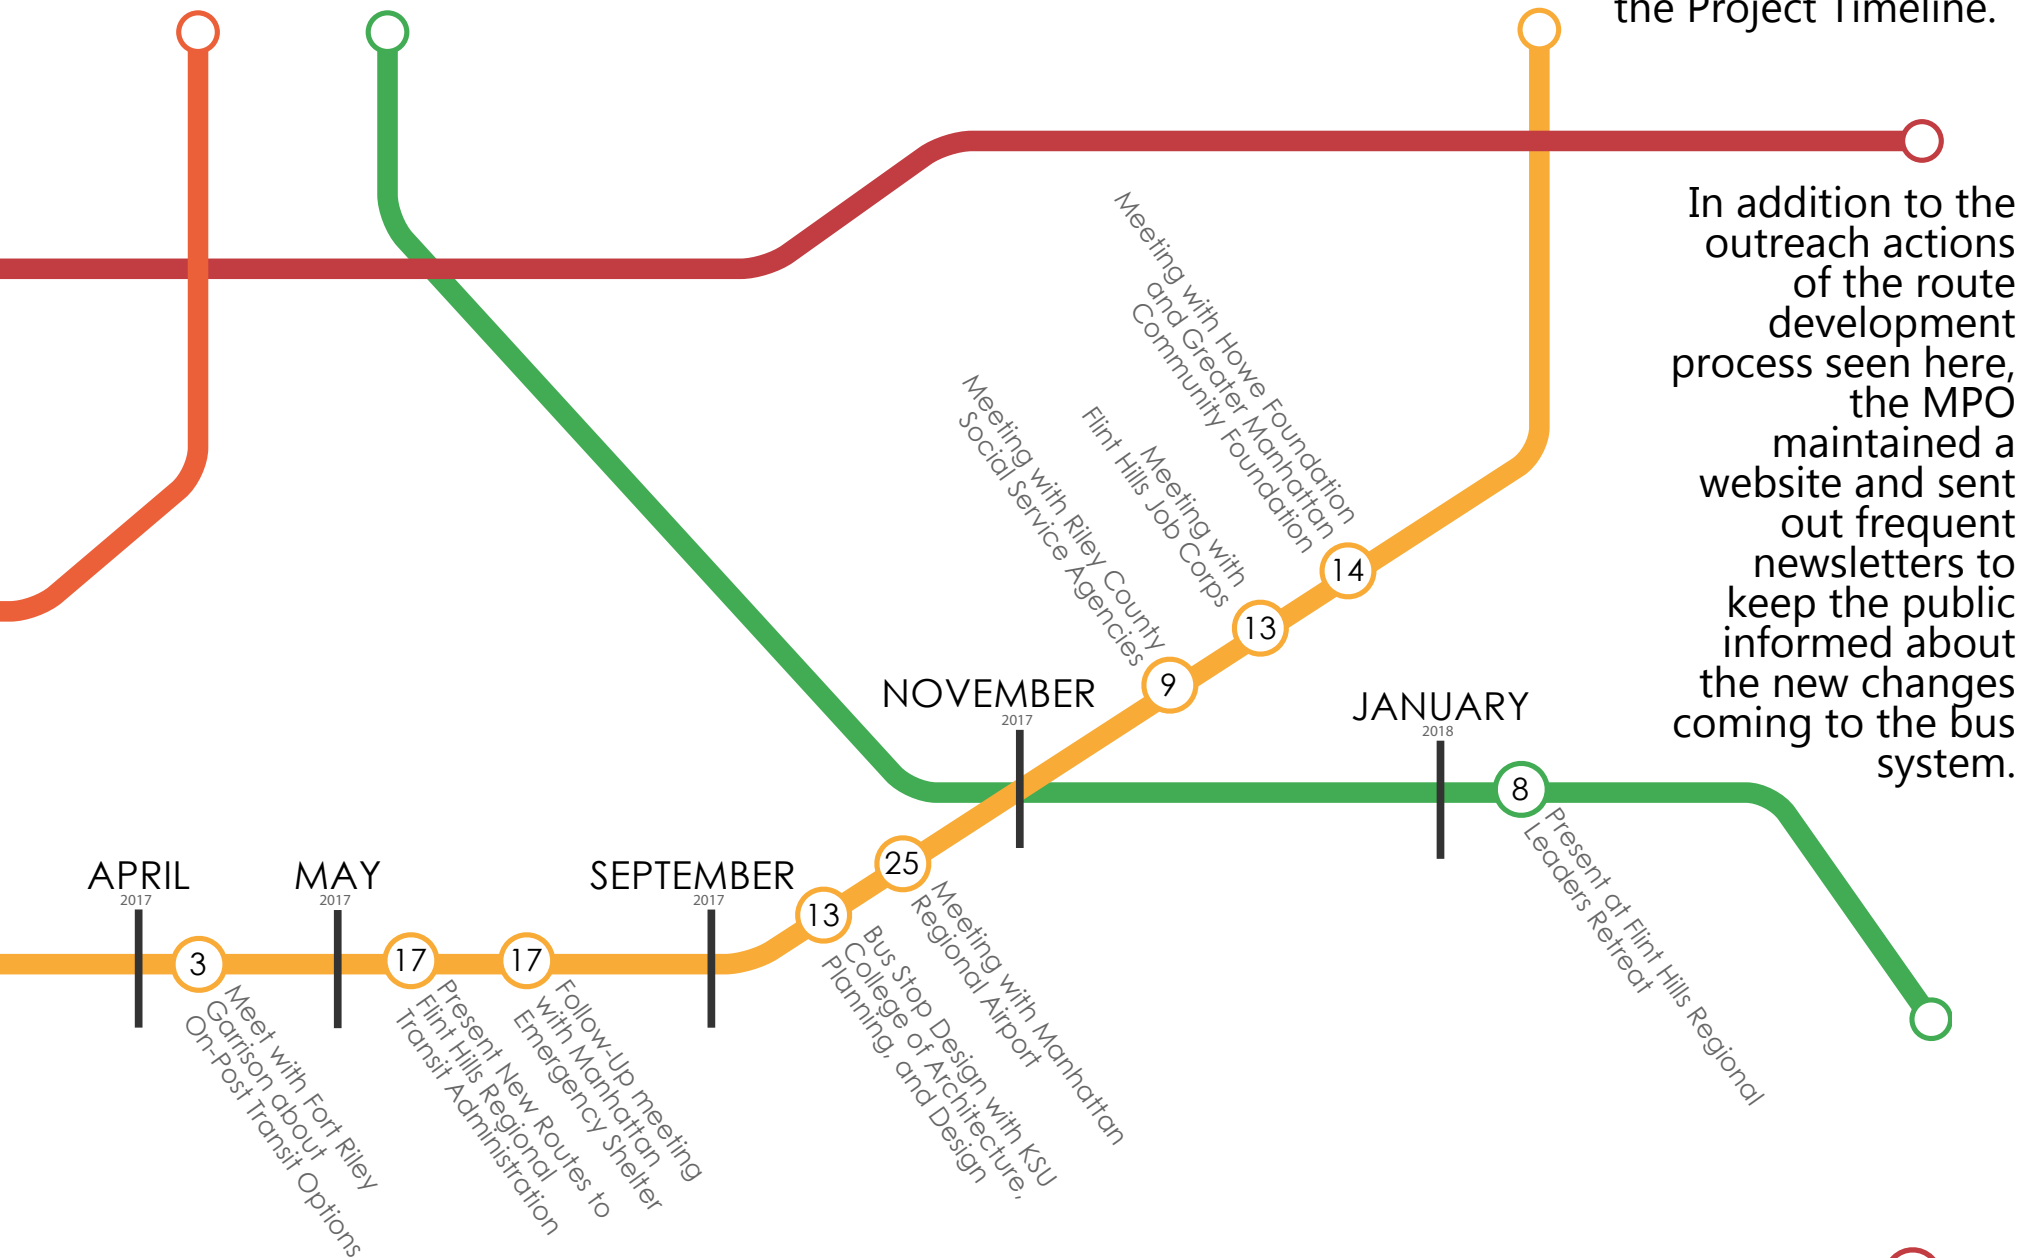 the Project Timeline.
In addition to the
outreach actions
of the route
development
process seen here,
the MPO
maintained a
website and sent
out frequent
newsletters to
keep the public
informed about
the new changes
coming to the bus
system.
Meeting with Howe Foundation
and Greater Manhattan
Community Foundation
14
Meeting with
Flint Hills Job Corps
13
Meeting with Riley County
Social Service Agencies
9
NOVEMBER
2017
JANUARY
2018
8
Present at Flint Hills Regional
Leaders Retreat
APRIL
2017
3
Meet with Fort Riley
Garrison about
On-Post Transit Options
MAY
2017
17
Present New Routes to
Flint Hills Regional
Transit Administration
17
Follow-Up meeting
with Manhattan
Emergency Shelter
SEPTEMBER
2017
13
Bus Stop Design with KSU
College of Architecture,
Planning, and Design
25
Meeting with Manhattan
Regional Airport